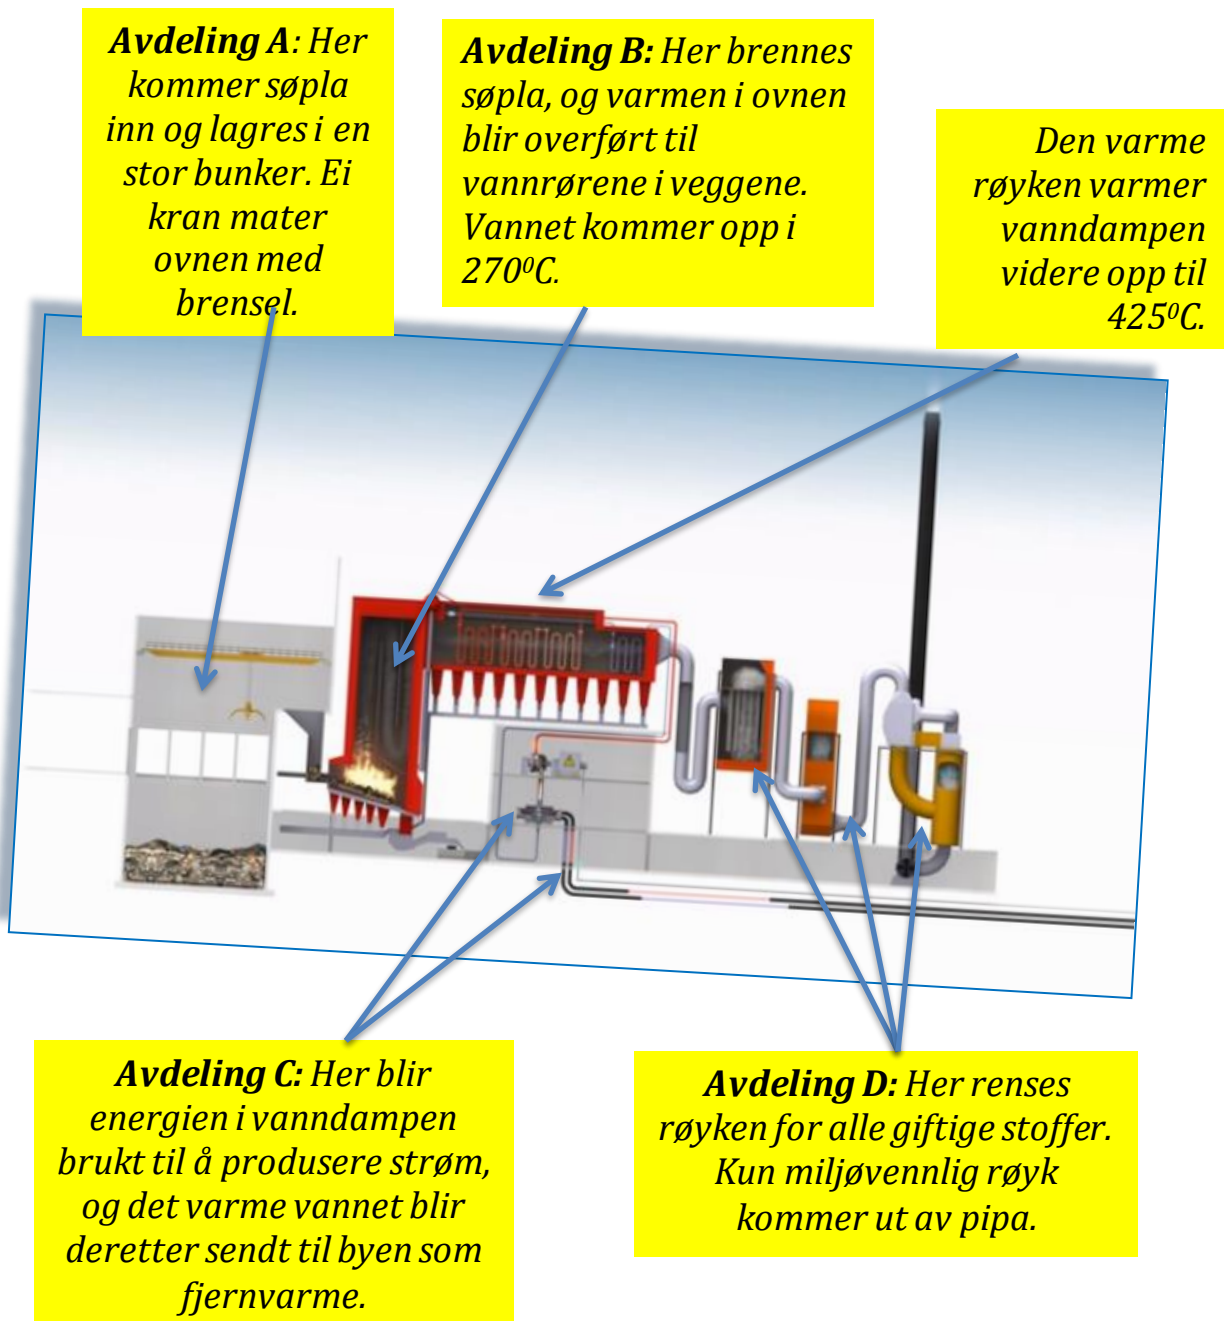 Avdeling A: Her
kommer søpla
inn og lagres i en
stor bunker. Ei
kran mater
ovnen med
brensel.
Avdeling B: Her brennes
søpla, og varmen i ovnen
blir overført til
vannrørene i veggene.
Vannet kommer opp i
270⁰C.
Den varme
røyken varmer
vanndampen
videre opp til
425⁰C.
Avdeling C: Her blir
energien i vanndampen
brukt til å produsere strøm,
og det varme vannet blir
deretter sendt til byen som
fjernvarme.
Avdeling D: Her renses
røyken for alle giftige stoffer.
Kun miljøvennlig røyk
kommer ut av pipa.